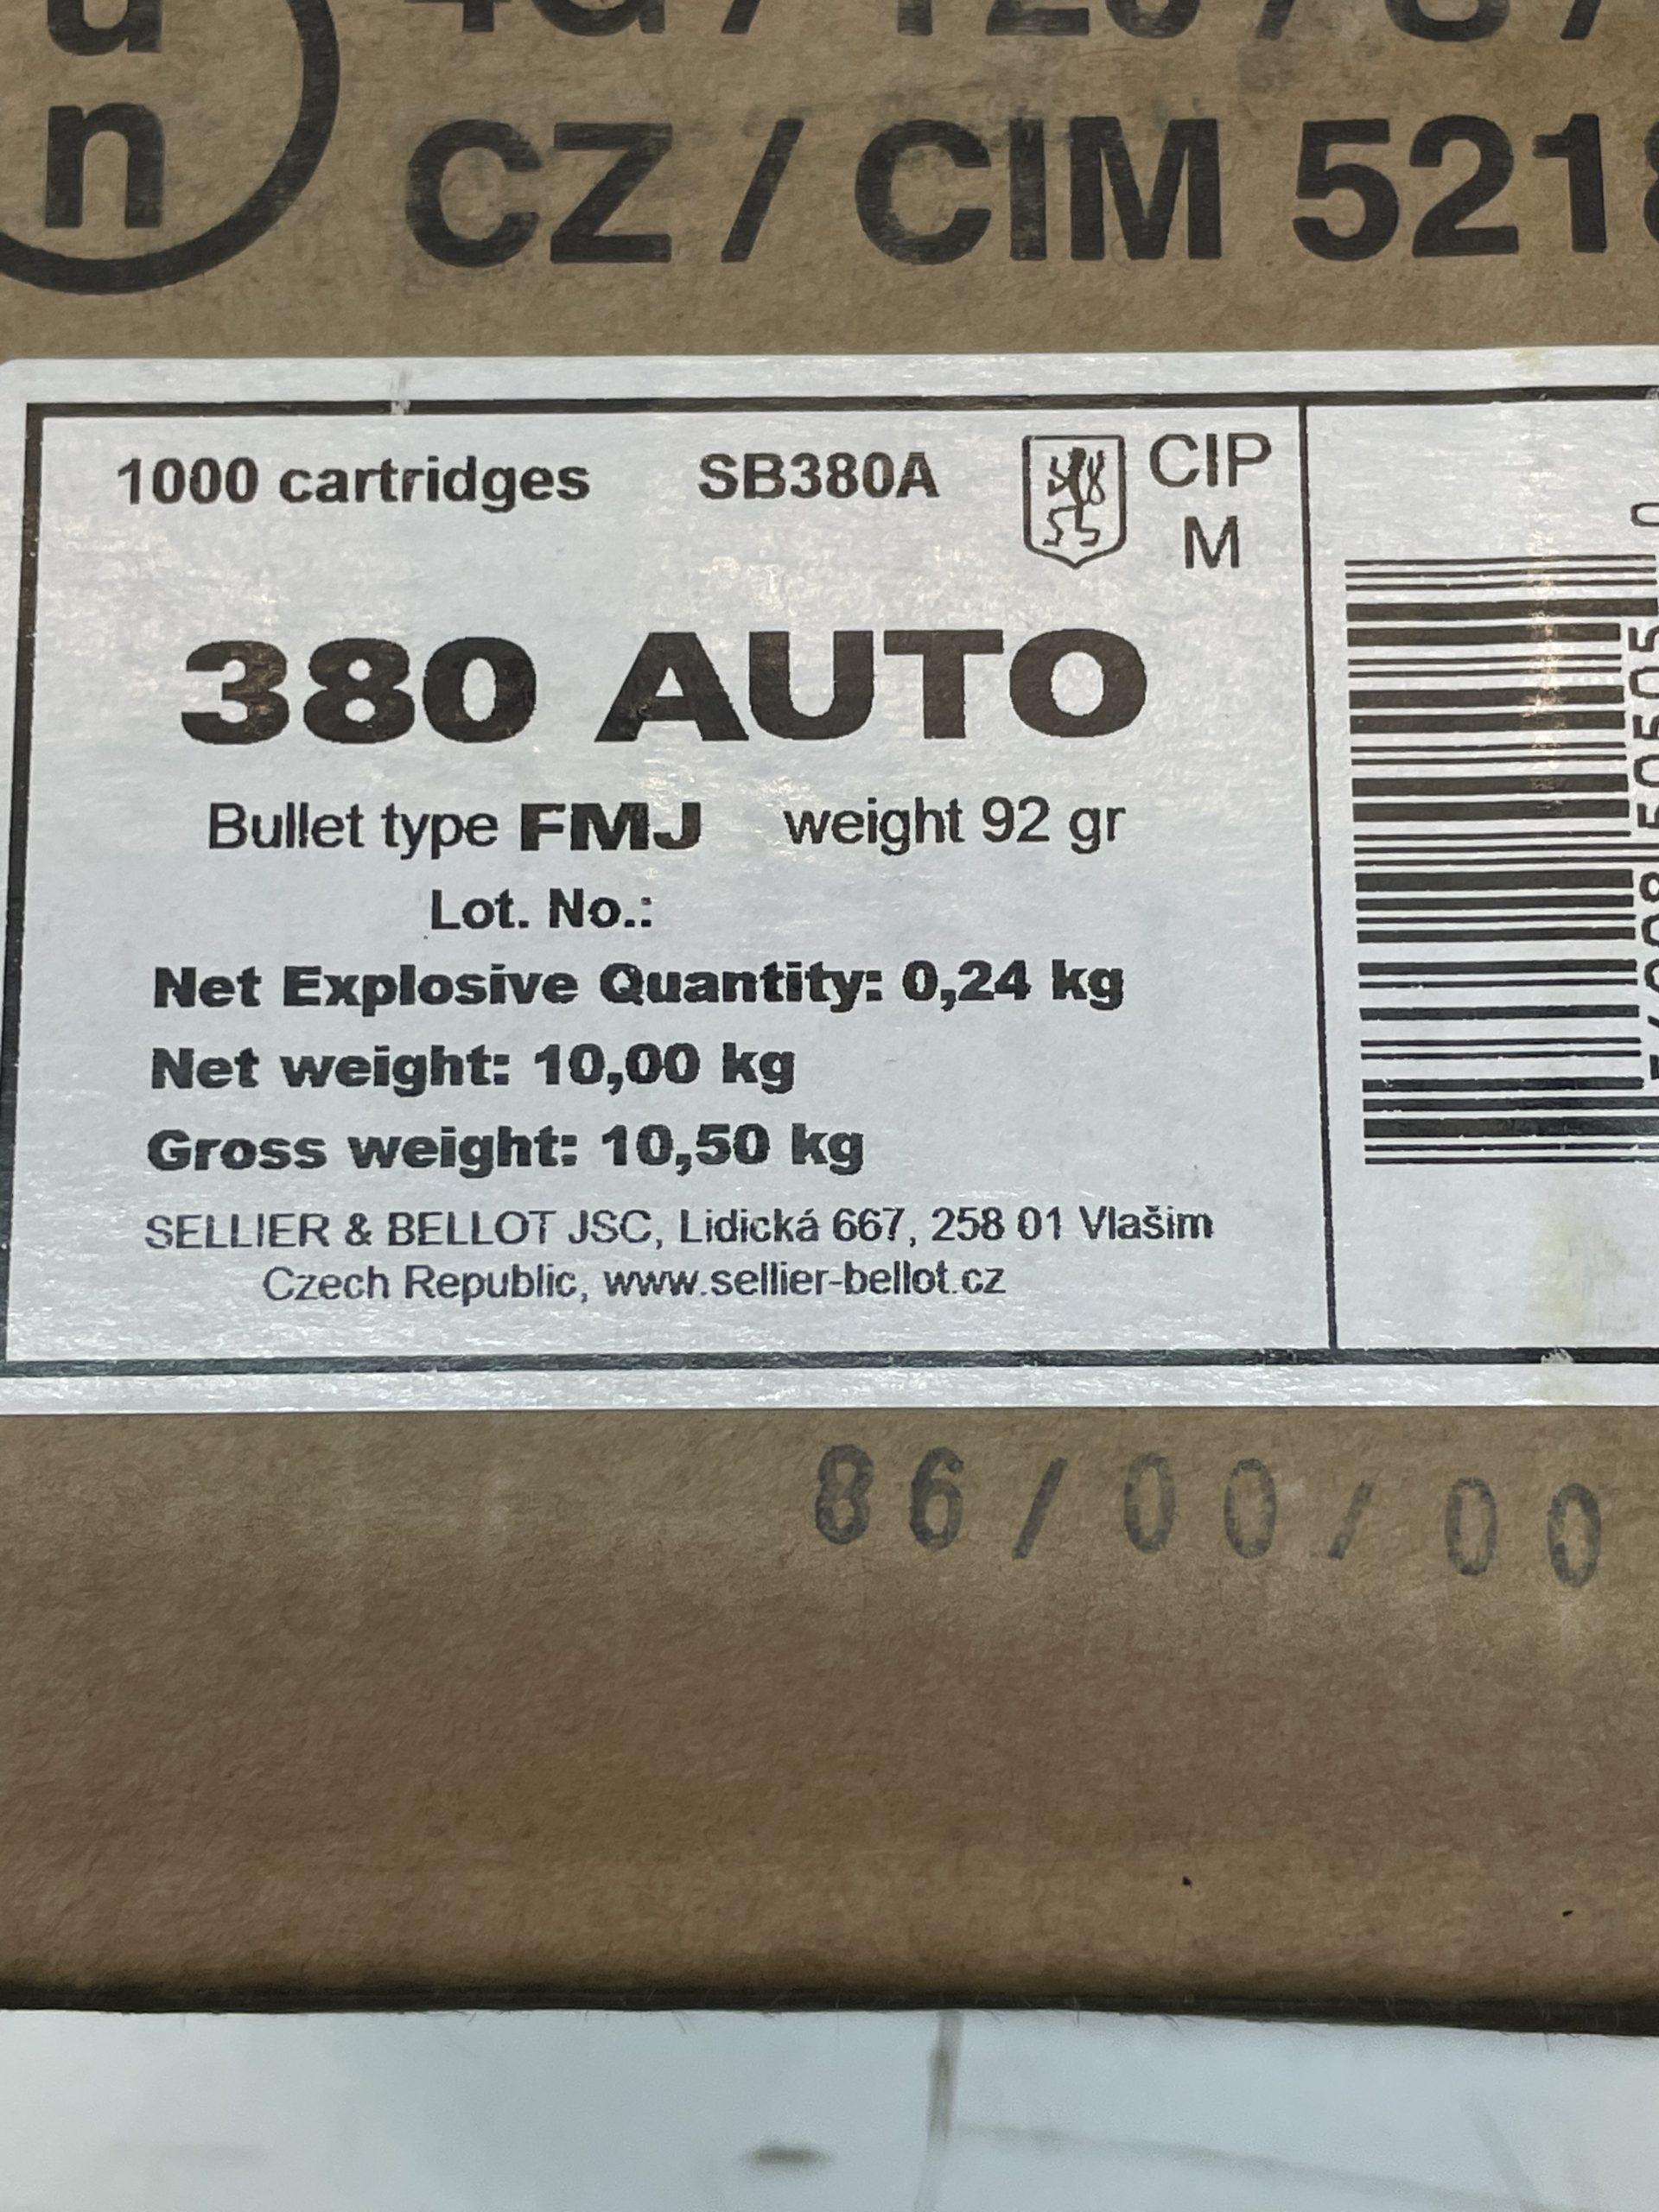 un
CZ / CIM 521
1000 cartridges SB380A CIP
M
380 AUTO
Bullet type FMJ weight 92 gr
Lot. No.:
Net Explosive Quantity: 0,24 kg
Net weight: 10,00 kg
Gross weight: 10,50 kg
SELLIER & BELLOT JSC, Lidická 667, 258 01 Vlašim
Czech Republic, www.sellier-bellot.cz
86/00/00